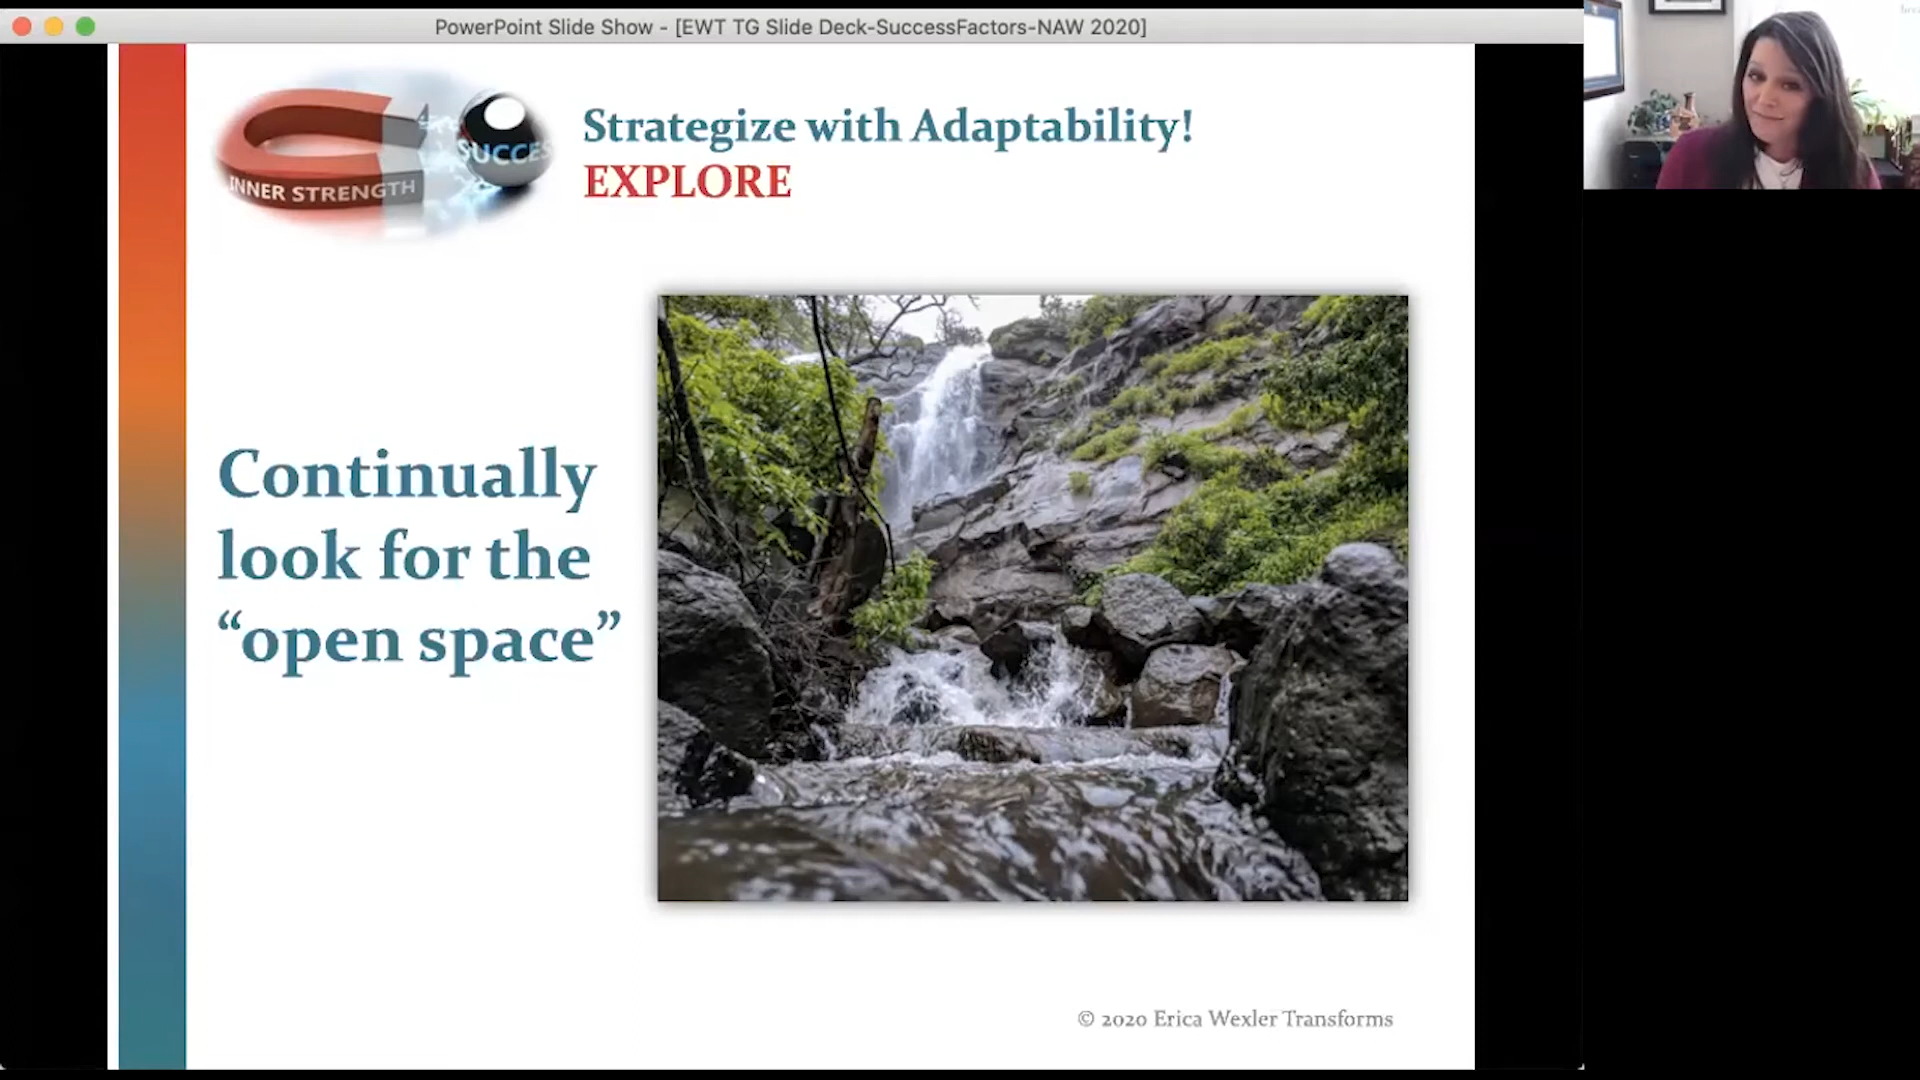 PowerPoint Slide Show - [EWT TG Slide Deck-SuccessFactors-NAW 2020]
INNER STRENGTH
SUCCES
Strategize with Adaptability!
EXPLORE
Continually
look for the
“open space”
© 2020 Erica Wexler Transforms